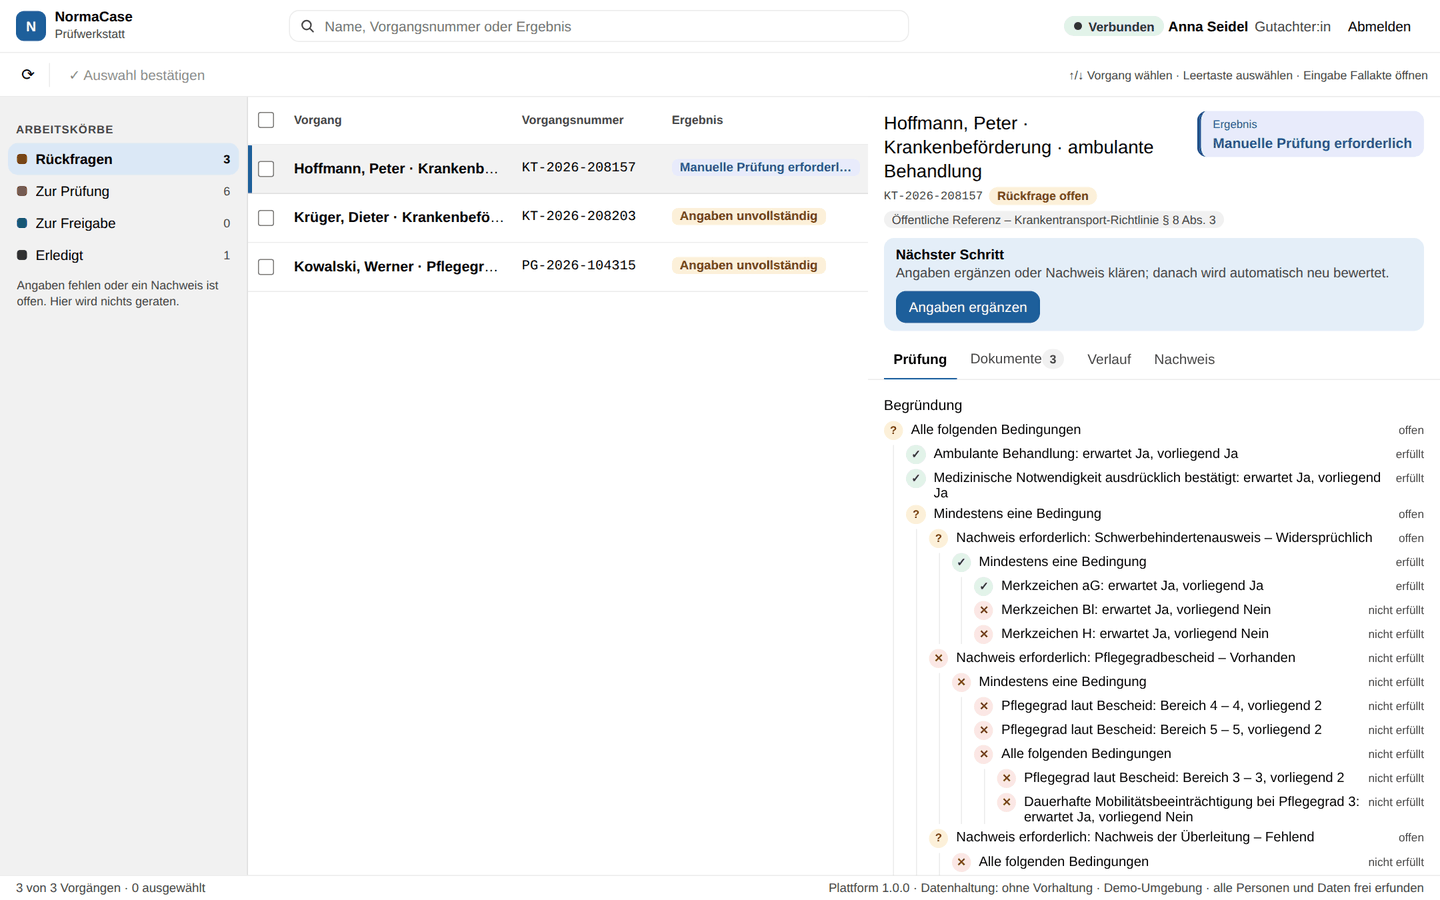 N
NormaCase
Prüfwerkstatt
Name, Vorgangsnummer oder Ergebnis
Verbunden
Anna Seidel Gutachter:in
Abmelden
⟳
✓ Auswahl bestätigen
↑/↓ Vorgang wählen · Leertaste auswählen · Eingabe Fallakte öffnen
ARBEITSKÖRBE
Rückfragen 3
Zur Prüfung 6
Zur Freigabe 0
Erledigt 1
Angaben fehlen oder ein Nachweis ist
offen. Hier wird nichts geraten.
Vorgang Vorgangsnummer Ergebnis
Hoffmann, Peter · Krankenb… KT-2026-208157 Manuelle Prüfung erforderl…
Krüger, Dieter · Krankenbefö… KT-2026-208203 Angaben unvollständig
Kowalski, Werner · Pflegegr… PG-2026-104315 Angaben unvollständig
Hoffmann, Peter ·
Krankenbeförderung · ambulante
Behandlung
Ergebnis
Manuelle Prüfung erforderlich
KT-2026-208157 Rückfrage offen
Öffentliche Referenz – Krankentransport-Richtlinie § 8 Abs. 3
Nächster Schritt
Angaben ergänzen oder Nachweis klären; danach wird automatisch neu bewertet.
Angaben ergänzen
Prüfung Dokumente 3 Verlauf Nachweis
Begründung
? Alle folgenden Bedingungen offen
✓ Ambulante Behandlung: erwartet Ja, vorliegend Ja erfüllt
✓ Medizinische Notwendigkeit ausdrücklich bestätigt: erwartet Ja, vorliegend erfüllt
Ja
? Mindestens eine Bedingung offen
? Nachweis erforderlich: Schwerbehindertenausweis – Widersprüchlich offen
✓ Mindestens eine Bedingung erfüllt
✓ Merkzeichen aG: erwartet Ja, vorliegend Ja erfüllt
✕ Merkzeichen Bl: erwartet Ja, vorliegend Nein nicht erfüllt
✕ Merkzeichen H: erwartet Ja, vorliegend Nein nicht erfüllt
✕ Nachweis erforderlich: Pflegegradbescheid – Vorhanden nicht erfüllt
✕ Mindestens eine Bedingung nicht erfüllt
✕ Pflegegrad laut Bescheid: Bereich 4 – 4, vorliegend 2 nicht erfüllt
✕ Pflegegrad laut Bescheid: Bereich 5 – 5, vorliegend 2 nicht erfüllt
✕ Alle folgenden Bedingungen nicht erfüllt
✕ Pflegegrad laut Bescheid: Bereich 3 – 3, vorliegend 2 nicht erfüllt
✕ Dauerhafte Mobilitätsbeeinträchtigung bei Pflegegrad 3: nicht erfüllt
erwartet Ja, vorliegend Nein
? Nachweis erforderlich: Nachweis der Überleitung – Fehlend offen
✕ Alle folgenden Bedingungen nicht erfüllt
3 von 3 Vorgängen · 0 ausgewählt
Plattform 1.0.0 · Datenhaltung: ohne Vorhaltung · Demo-Umgebung · alle Personen und Daten frei erfunden